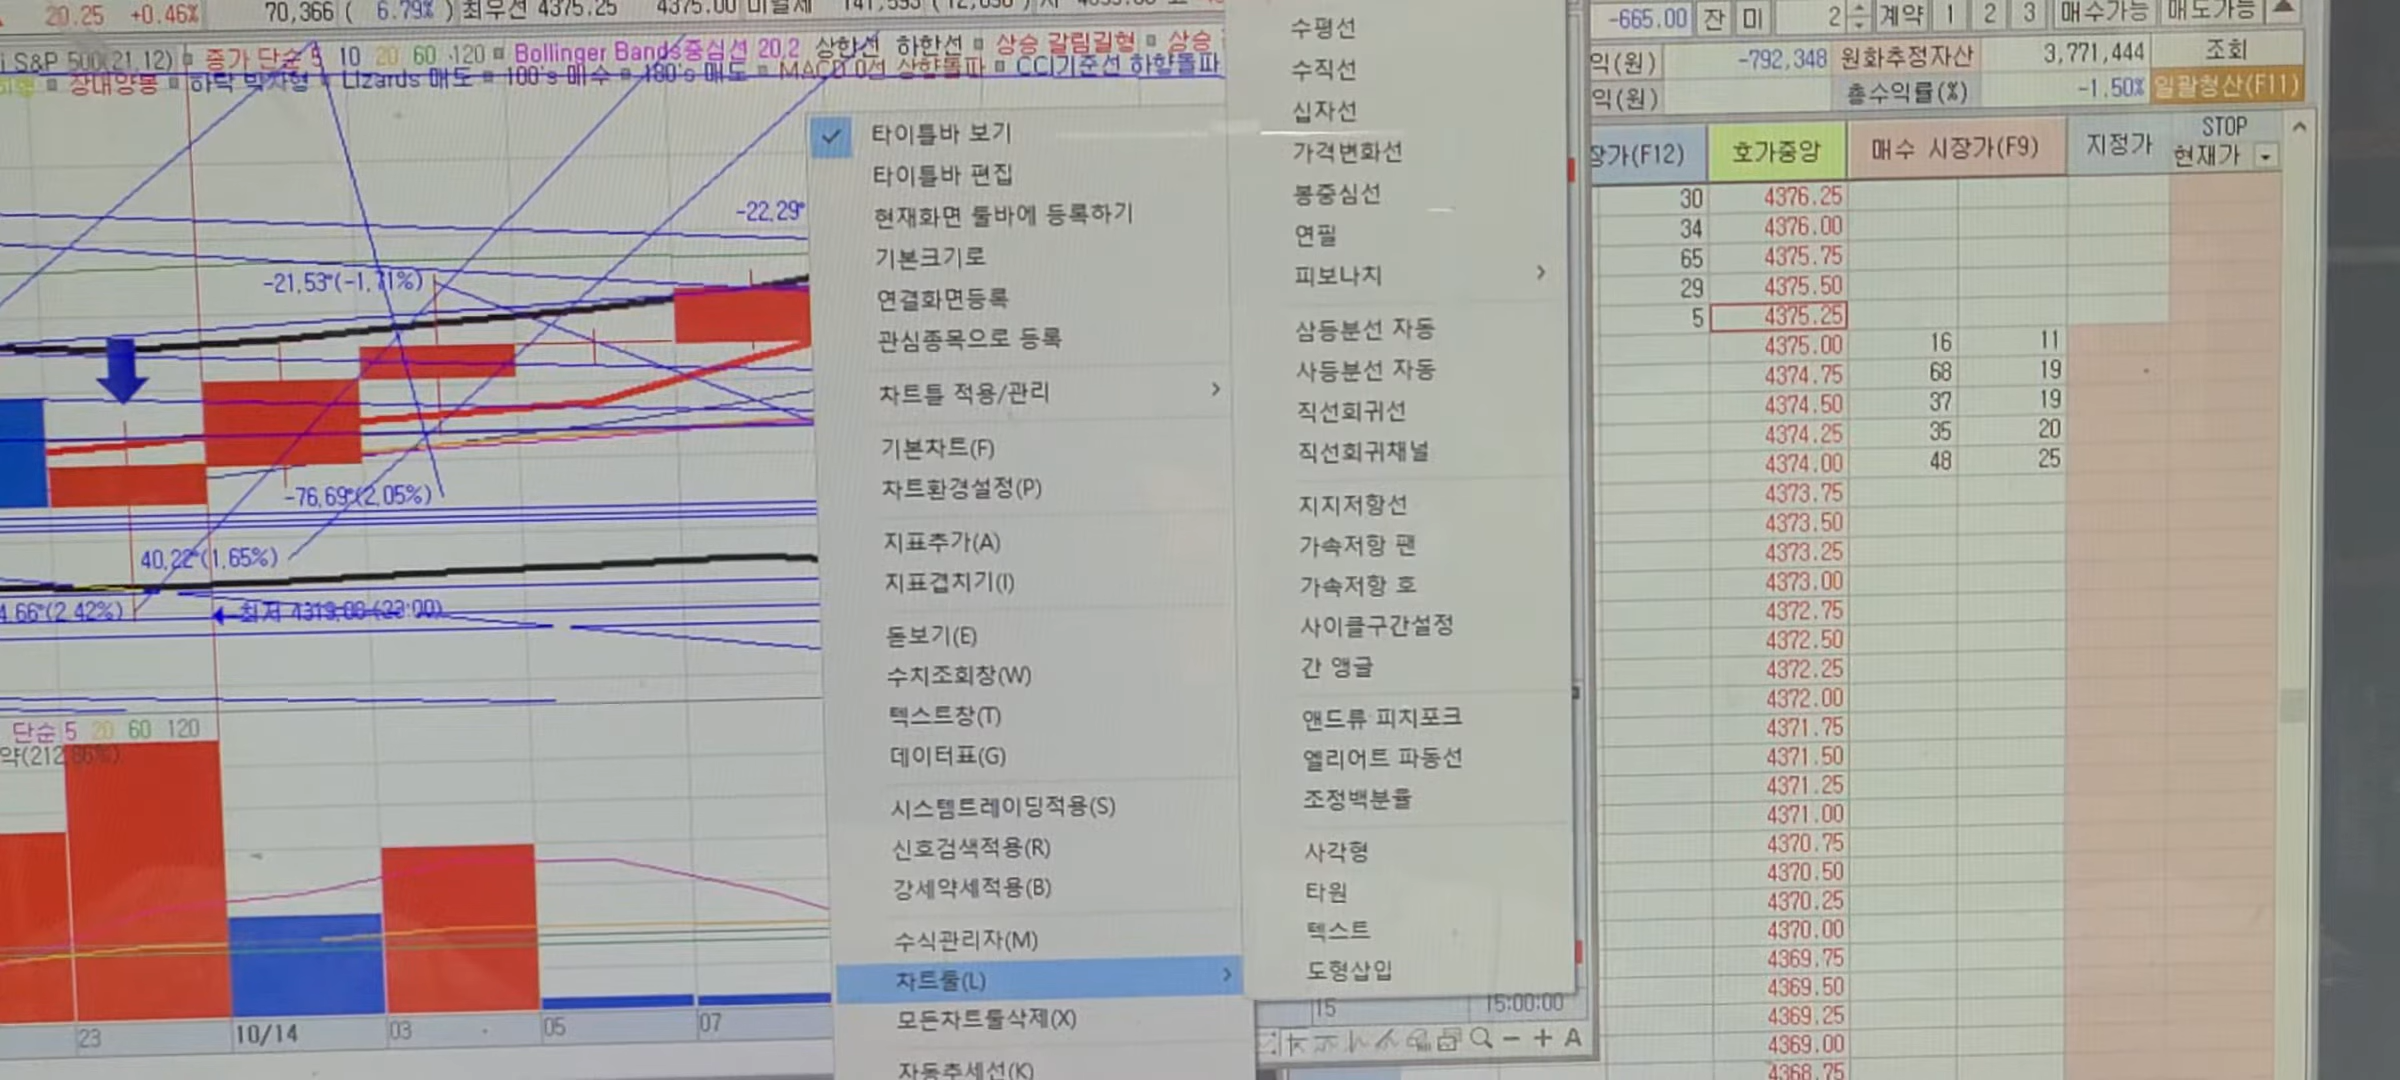 20.25 +0.46% 70,366 ( 6.79% ) 최우선 4375.25 4375.00
S&P 500(21.12) 종가 단순 5 10 20 60 120 Bollinger Bands중심선 20,2 상한선 하한선 상승 갈림길형 상승
장대양봉 하락 Lizards 매도 100's 매수 180's 매도 MACD 0선 상향돌파 CCI기준선 하향돌파
-22,29°
-21,53°(-1,71%)
-76,69°(2,05%)
40,22°(1,65%)
4.66°(2,42%)
최저 4319,00 (22:00)
단순 5 20 60 120
23 10/14 03 05 07
타이틀바 보기
타이틀바 편집
현재화면 툴바에 등록하기
기본크기로
연결화면등록
관심종목으로 등록
차트틀 적용/관리
기본차트(F)
차트환경설정(P)
지표추가(A)
지표겹치기(I)
돋보기(E)
수치조회창(W)
텍스트창(T)
데이터표(G)
시스템트레이딩적용(S)
신호검색적용(R)
강세약세적용(B)
수식관리자(M)
차트툴(L)
모든차트툴삭제(X)
자동추세선(K)
수평선
수직선
십자선
가격변화선
봉중심선
연필
피보나치
삼등분선 자동
사등분선 자동
직선회귀선
직선회귀채널
지지저항선
가속저항 팬
가속저항 호
사이클구간설정
간 앵글
앤드류 피치포크
엘리어트 파동선
조정백분율
사각형
타원
텍스트
도형삽입
15 15:00:00
A
-665.00 잔 미 2 계약 1 2 3 매수가능 매도가능
익(원) -792,348 원화추정자산 3,771,444 조회
익(원) 총수익률(%) -1.50% 일괄청산(F11)
장가(F12) 호가중앙 매수 시장가(F9) 지정가 STOP
현재가
30 4376.25
34 4376.00
65 4375.75
29 4375.50
5 4375.25
4375.00 16 11
4374.75 68 19
4374.50 37 19
4374.25 35 20
4374.00 48 25
4373.75
4373.50
4373.25
4373.00
4372.75
4372.50
4372.25
4372.00
4371.75
4371.50
4371.25
4371.00
4370.75
4370.50
4370.25
4370.00
4369.75
4369.50
4369.25
4369.00
4368.75